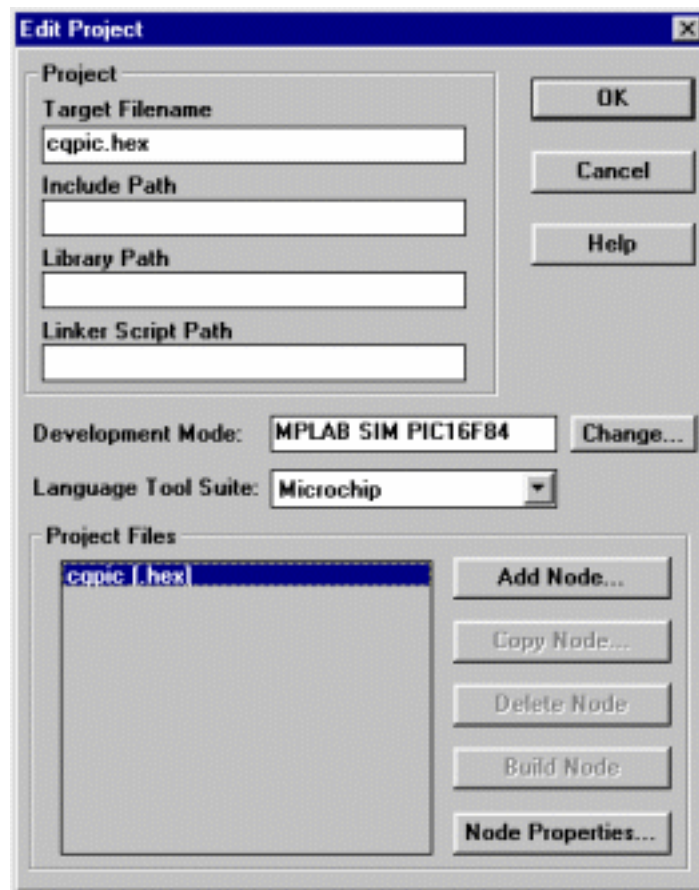 Edit Project
Project
Target Filename
cqpic.hex
Include Path
Library Path
Linker Script Path
OK
Cancel
Help
Development Mode: MPLAB SIM PIC16F84 Change...
Language Tool Suite: Microchip
Project Files
cqpic [.hex]
Add Node...
Copy Node...
Delete Node
Build Node
Node Properties...